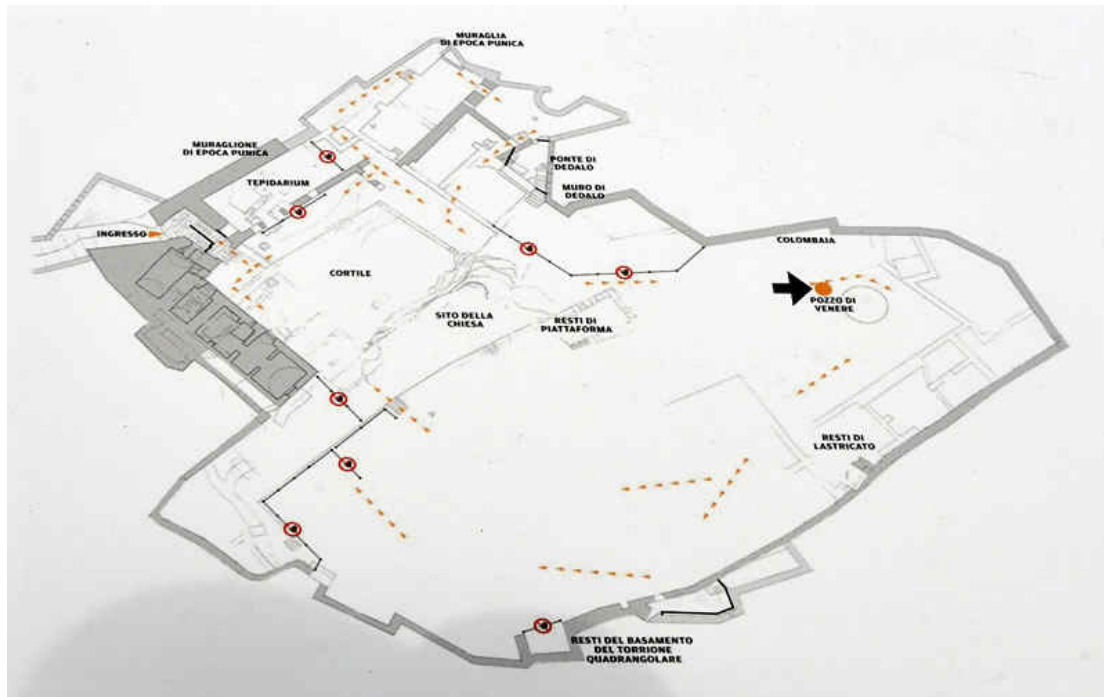 MURAGLIA
DI EPOCA PUNICA
MURAGLIONE
DI EPOCA PUNICA
TEPIDARIUM
PONTE DI
DEDALO
MURO DI
DEDALO
INGRESSO
COLOMBAIA
CORTILE
SITO DELLA
CHIESA
RESTI DI
PIATTAFORMA
POZZO DI
VENERE
RESTI DI
LASTRICATO
RESTI DEL BASAMENTO
DEL TORRIONE
QUADRANGOLARE